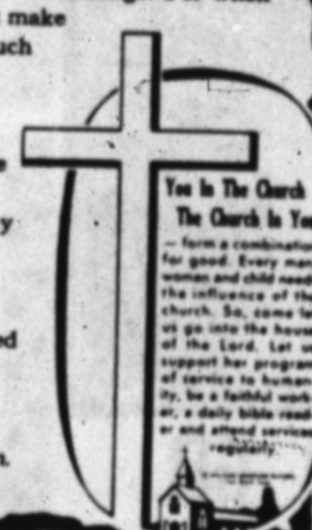 make
You In The Church
The Church In You
— form a combination
for good. Every man
woman and child need
the influence of the
church. So, come let
us go into the house
of the Lord. Let us
support her program
of service to human-
ity, be a faithful work-
er, a daily bible read-
er and attend services
regularly.